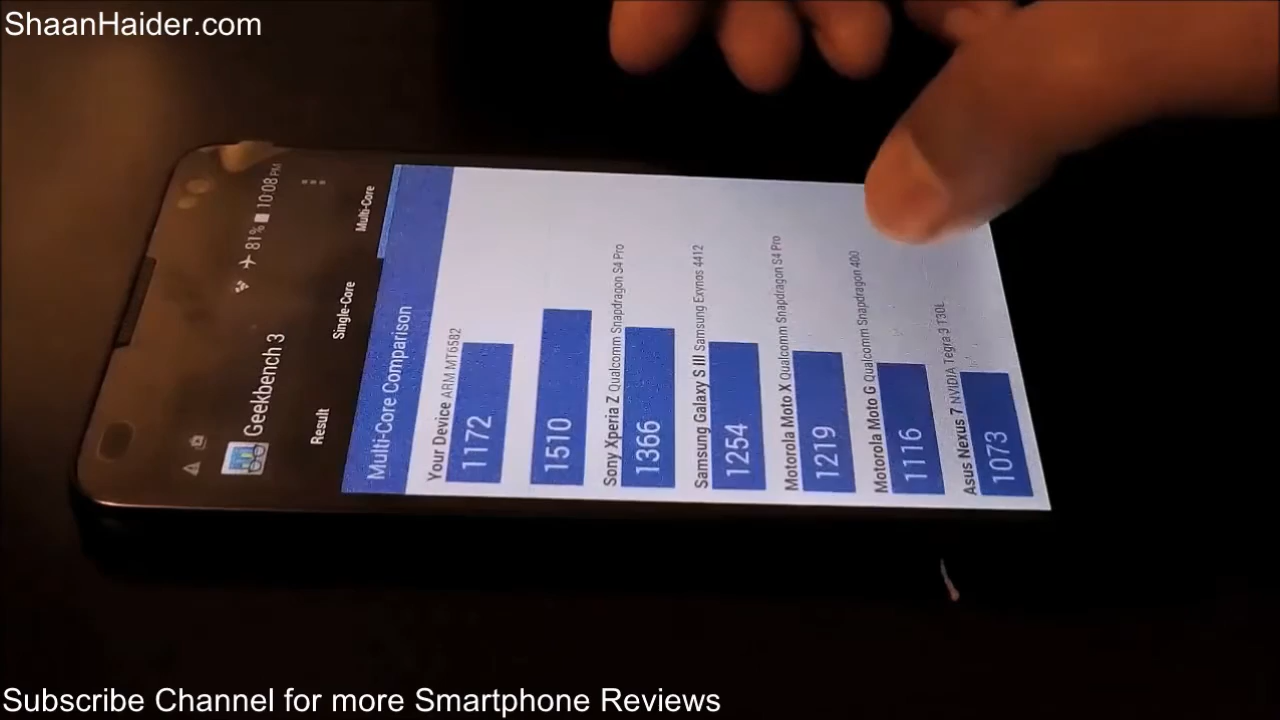 ShaanHaider.com
81% 10:08 PM
Geekbench 3
Result
Single-Core
Multi-Core
Multi-Core Comparison
Your Device ARM MT6582
1172
1510
Sony Xperia Z Qualcomm Snapdragon S4 Pro
1366
Samsung Galaxy S III Samsung Exynos 4412
1254
Motorola Moto X Qualcomm Snapdragon S4 Pro
1219
Motorola Moto G Qualcomm Snapdragon 400
1116
Asus Nexus 7 NVIDIA Tegra 3 T30L
1073
Subscribe Channel for more Smartphone Reviews